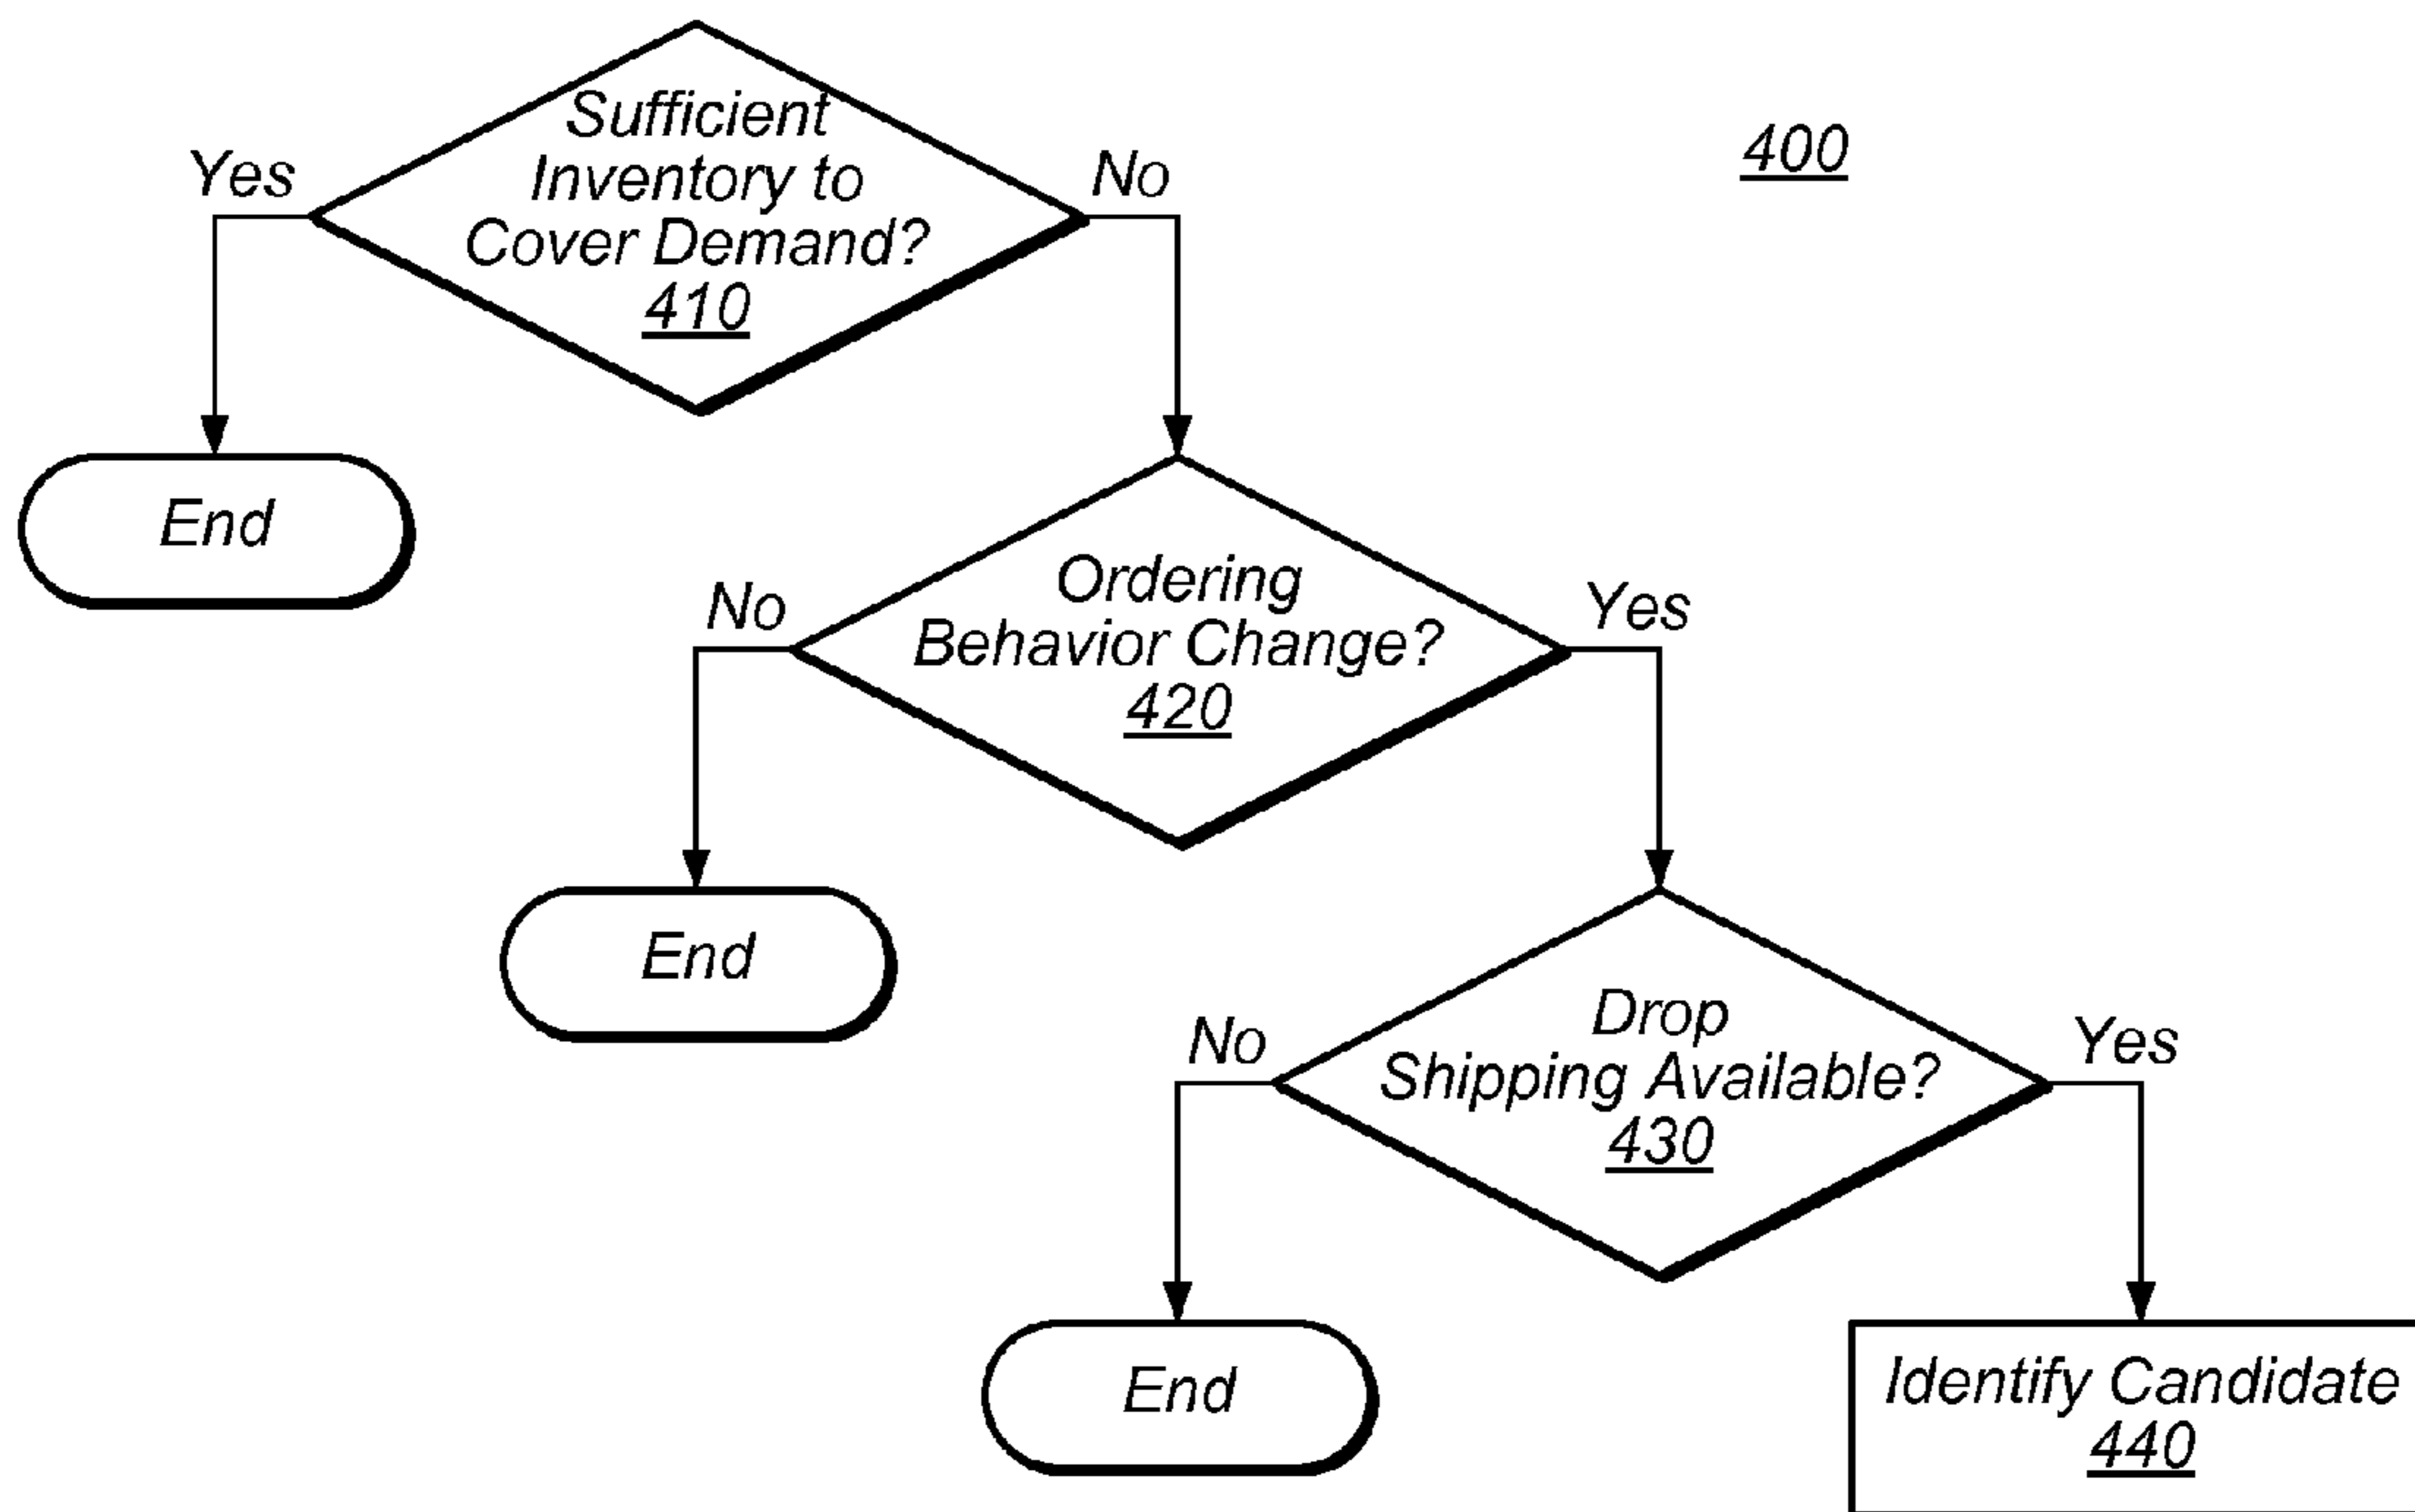 Sufficient
Inventory to
Cover Demand?
410
Yes
No
400
End
Ordering
Behavior Change?
420
No
Yes
End
Drop
Shipping Available?
430
No
Yes
End
Identify Candidate
440